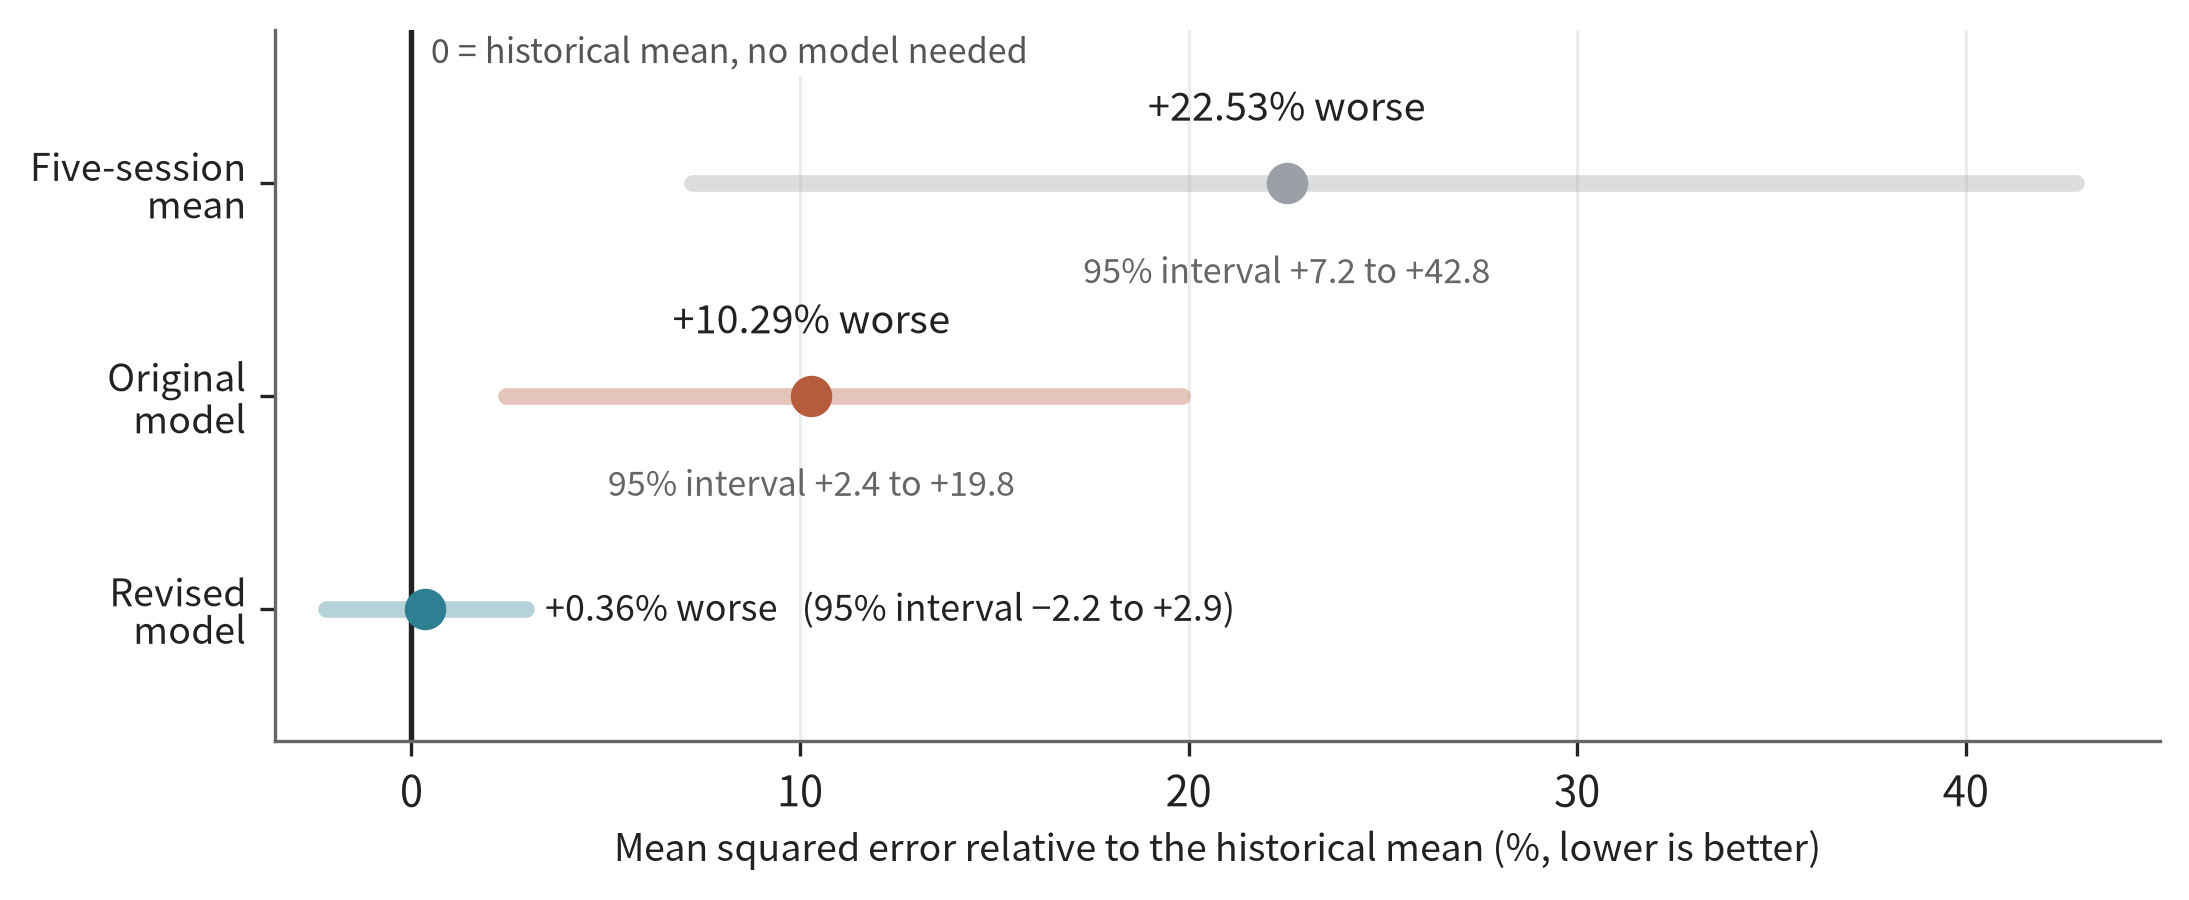 0 = historical mean, no model needed
+22.53% worse
Five-session
mean
95% interval +7.2 to +42.8
+10.29% worse
Original
model
95% interval +2.4 to +19.8
Revised
model
+0.36% worse (95% interval −2.2 to +2.9)
0 10 20 30 40
Mean squared error relative to the historical mean (%, lower is better)